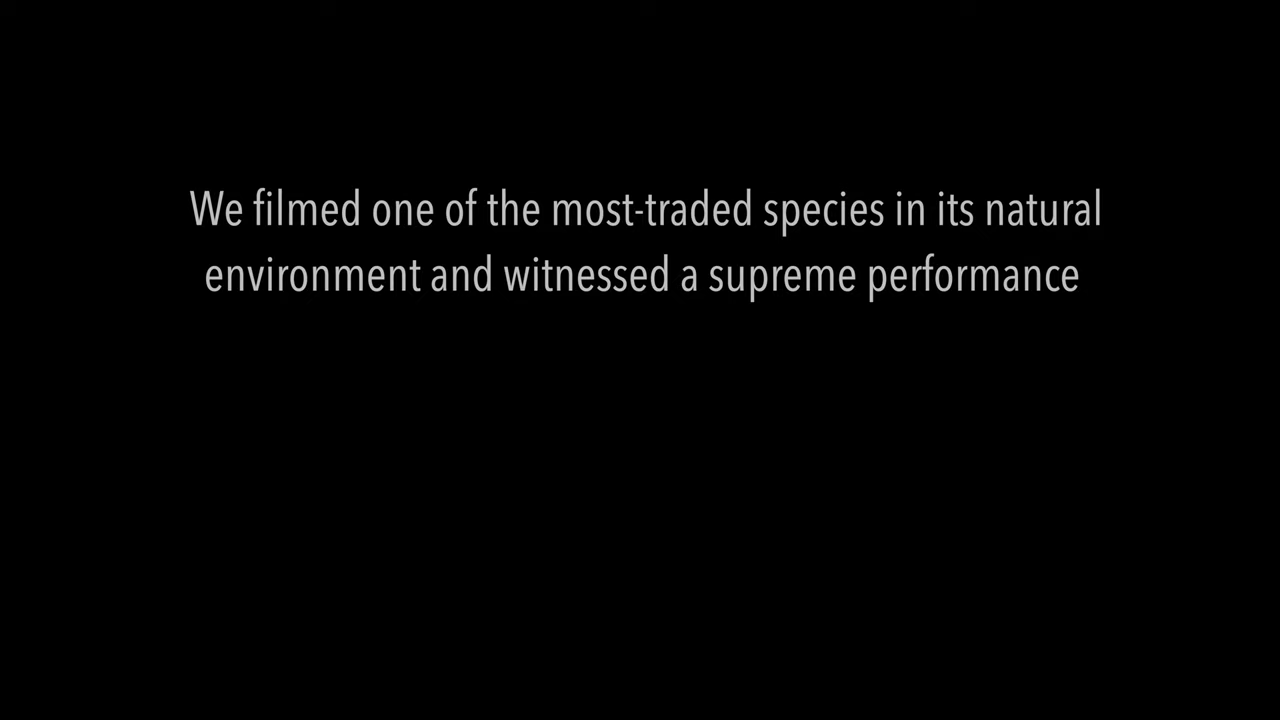 We filmed one of the most-traded species in its natural
environment and witnessed a supreme performance